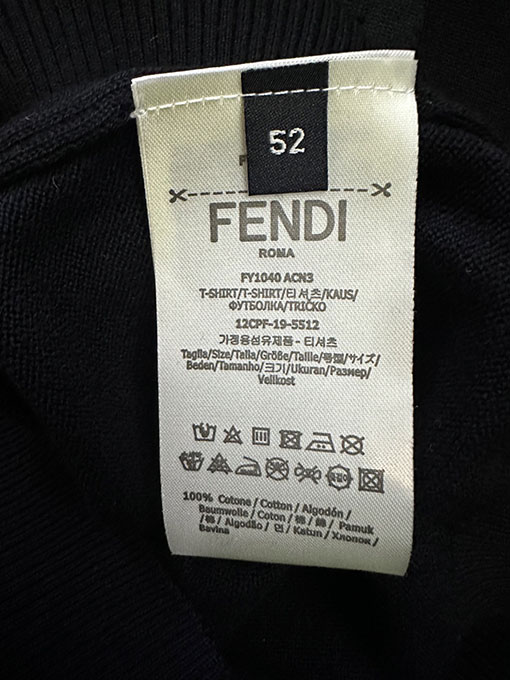 52
FENDI
ROMA
FY1040 ACN3
T-SHIRT/T-SHIRT/티셔츠/KAUS/
ФУТБОЛКА/TRIČKO
12CPF-19-5512
가정용섬유제품 - 티셔츠
Taglia/Size/Talla/Größe/Taille/号型/サイズ/
Beden/Tamanho/크기/Ukuran/Размер/
Velikost
100% Cotone / Cotton / Algodón /
Baumwolle / Coton / 棉 / 綿 / Pamuk
/ 棉 / Algodão / 면 / Katun / Хлопок /
Bavlna